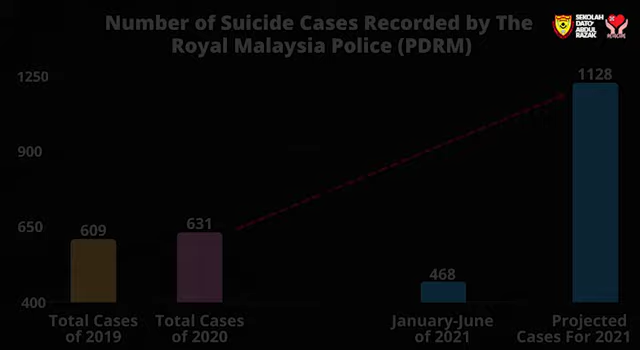 Number of Suicide Cases Recorded by The
Royal Malaysia Police (PDRM)
SEKOLAH
DATO'
ABDUL
RAZAK
1250
900
650
400
609
631
468
1128
Total Cases
of 2019
Total Cases
of 2020
January-June
of 2021
Projected
Cases For 2021